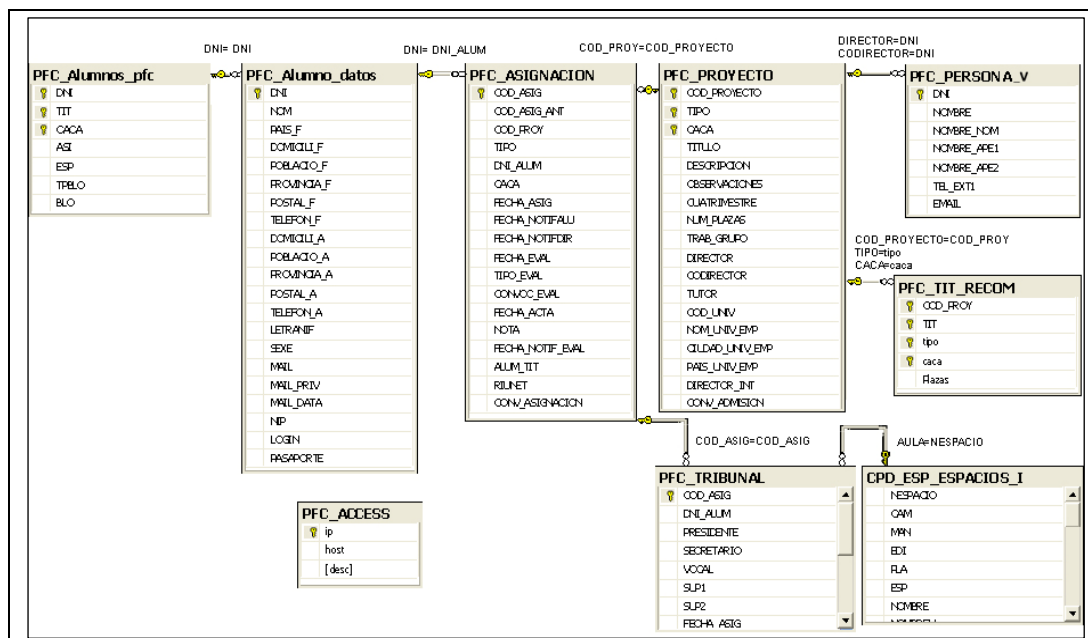 DNI= DNI
DNI= DNI_ALUM
COD_PROY=COD_PROYECTO
DIRECTOR=DNI
CODIRECTOR=DNI
PFC_Alumnos_pfc
DNI
TIT
CACA
ASI
ESP
TPBLO
BLO
PFC_Alumno_datos
DNI
NOM
PAIS_F
DOMICILI_F
POBLACIO_F
PROVINCIA_F
POSTAL_F
TELEFON_F
DOMICILI_A
POBLACIO_A
PROVINCIA_A
POSTAL_A
TELEFON_A
LETRANIF
SEXE
MAIL
MAIL_PRIV
MAIL_DATA
NIP
LOGIN
PASAPORTE
PFC_ASIGNACION
COD_ASIG
COD_ASIG_ANT
COD_PROY
TIPO
DNI_ALUM
CACA
FECHA_ASIG
FECHA_NOTIFALU
FECHA_NOTIFDIR
FECHA_EVAL
TIPO_EVAL
CONVOC_EVAL
FECHA_ACTA
NOTA
FECHA_NOTIF_EVAL
ALUM_TIT
RIUNET
CONV_ASIGNACION
PFC_PROYECTO
COD_PROYECTO
TIPO
CACA
TITULO
DESCRIPCION
OBSERVACIONES
CUATRIMESTRE
NUM_PLAZAS
TRAB_GRUPO
DIRECTOR
CODIRECTOR
TUTOR
COD_UNIV
NOM_UNIV_EMP
CIUDAD_UNIV_EMP
PAIS_UNIV_EMP
DIRECTOR_INT
CONV_ADMISION
PFC_PERSONA_V
DNI
NOMBRE
NOMBRE_NOM
NOMBRE_APE1
NOMBRE_APE2
TEL_EXT1
EMAIL
COD_PROYECTO=COD_PROY
TIPO=tipo
CACA=caca
PFC_TIT_RECOM
COD_PROY
TIT
tipo
caca
Plazas
COD_ASIG=COD_ASIG
AULA=NESPACIO
PFC_TRIBUNAL
COD_ASIG
DNI_ALUM
PRESIDENTE
SECRETARIO
VOCAL
SUP1
SUP2
FECHA_ASIG
CPD_ESP_ESPACIOS_I
NESPACIO
CAM
MAN
EDI
PLA
ESP
NOMBRE
PFC_ACCESS
ip
host
[desc]